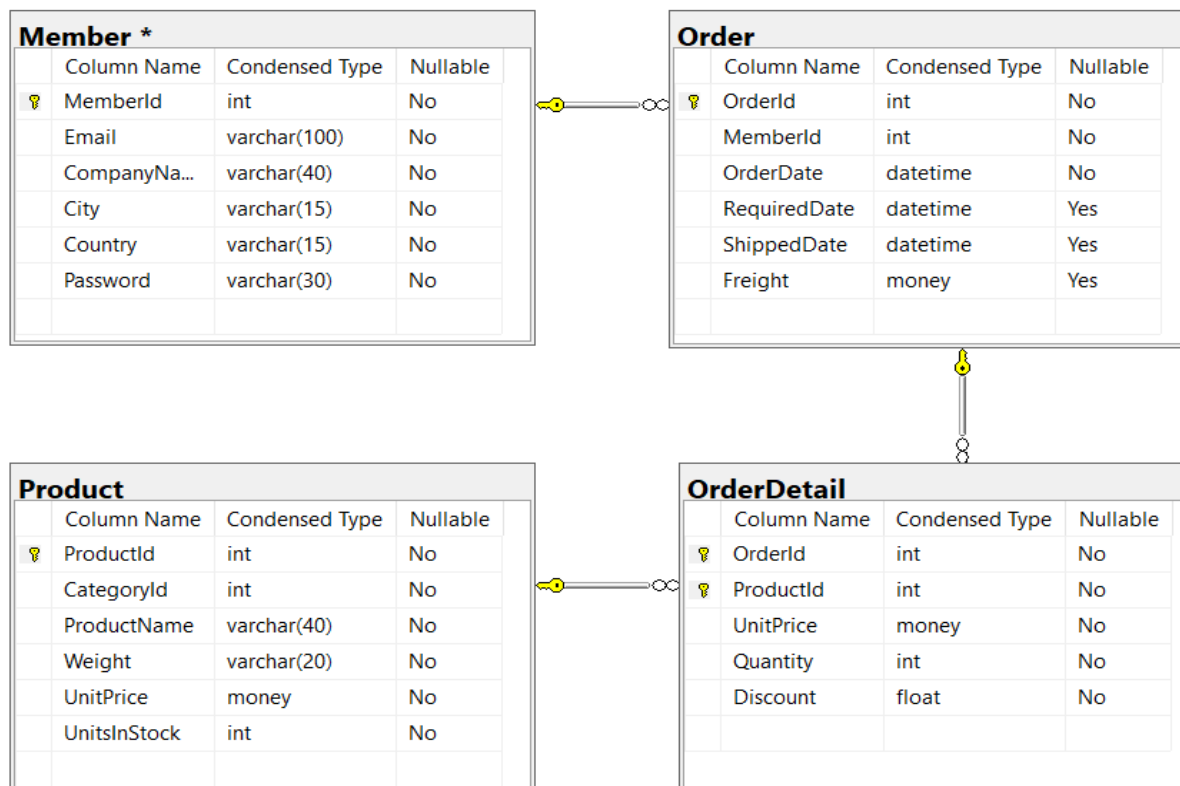 Member *
Column Name Condensed Type Nullable
MemberId int No
Email varchar(100) No
CompanyNa... varchar(40) No
City varchar(15) No
Country varchar(15) No
Password varchar(30) No
Order
Column Name Condensed Type Nullable
OrderId int No
MemberId int No
OrderDate datetime No
RequiredDate datetime Yes
ShippedDate datetime Yes
Freight money Yes
Product
Column Name Condensed Type Nullable
ProductId int No
CategoryId int No
ProductName varchar(40) No
Weight varchar(20) No
UnitPrice money No
UnitsInStock int No
OrderDetail
Column Name Condensed Type Nullable
OrderId int No
ProductId int No
UnitPrice money No
Quantity int No
Discount float No